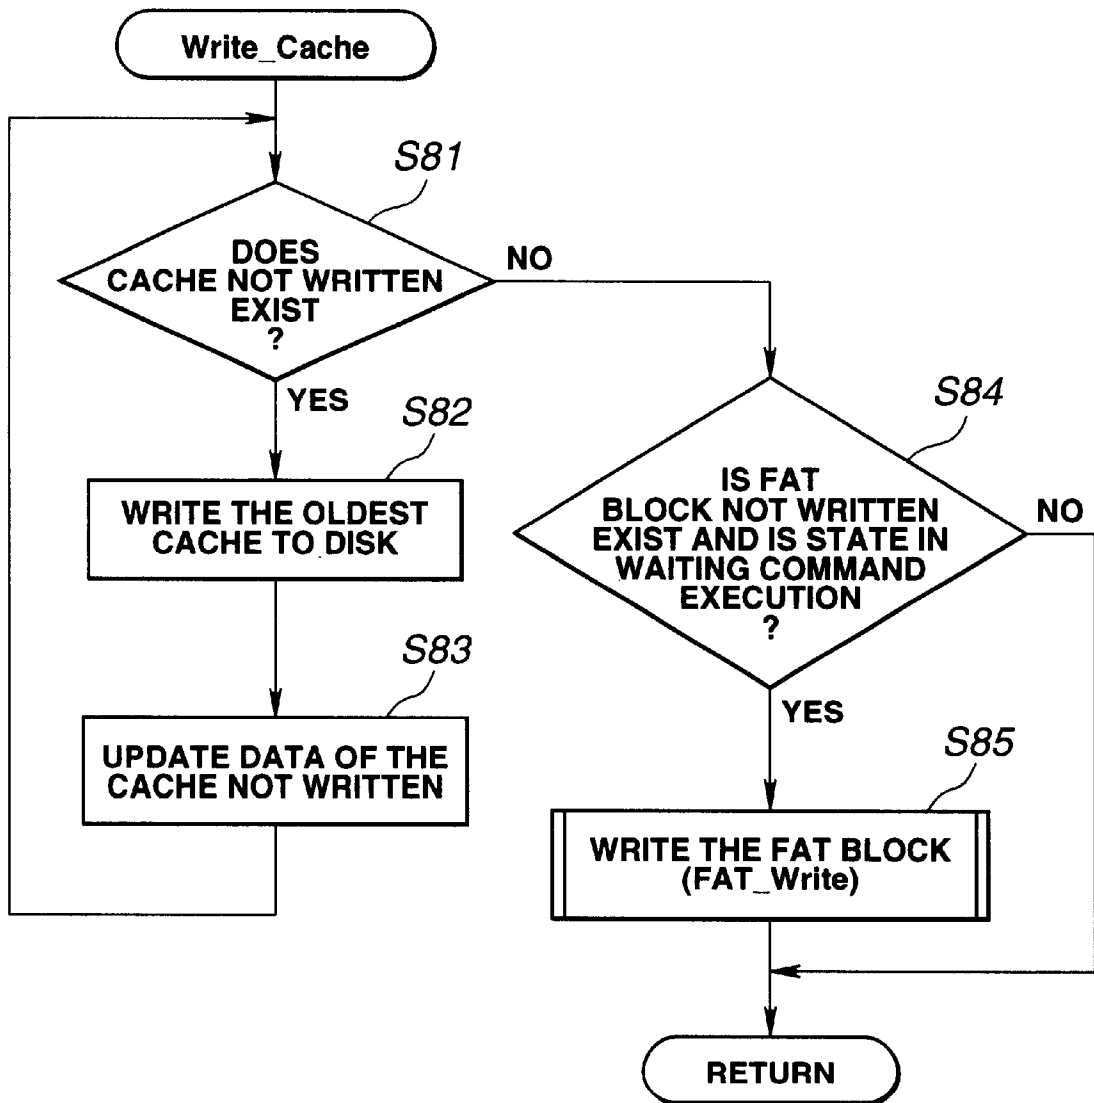 Write_Cache
S81
DOES
CACHE NOT WRITTEN
EXIST
?
NO
YES
S82
WRITE THE OLDEST
CACHE TO DISK
S83
UPDATE DATA OF THE
CACHE NOT WRITTEN
S84
IS FAT
BLOCK NOT WRITTEN
EXIST AND IS STATE IN
WAITING COMMAND
EXECUTION
?
NO
YES
S85
WRITE THE FAT BLOCK
(FAT_Write)
RETURN